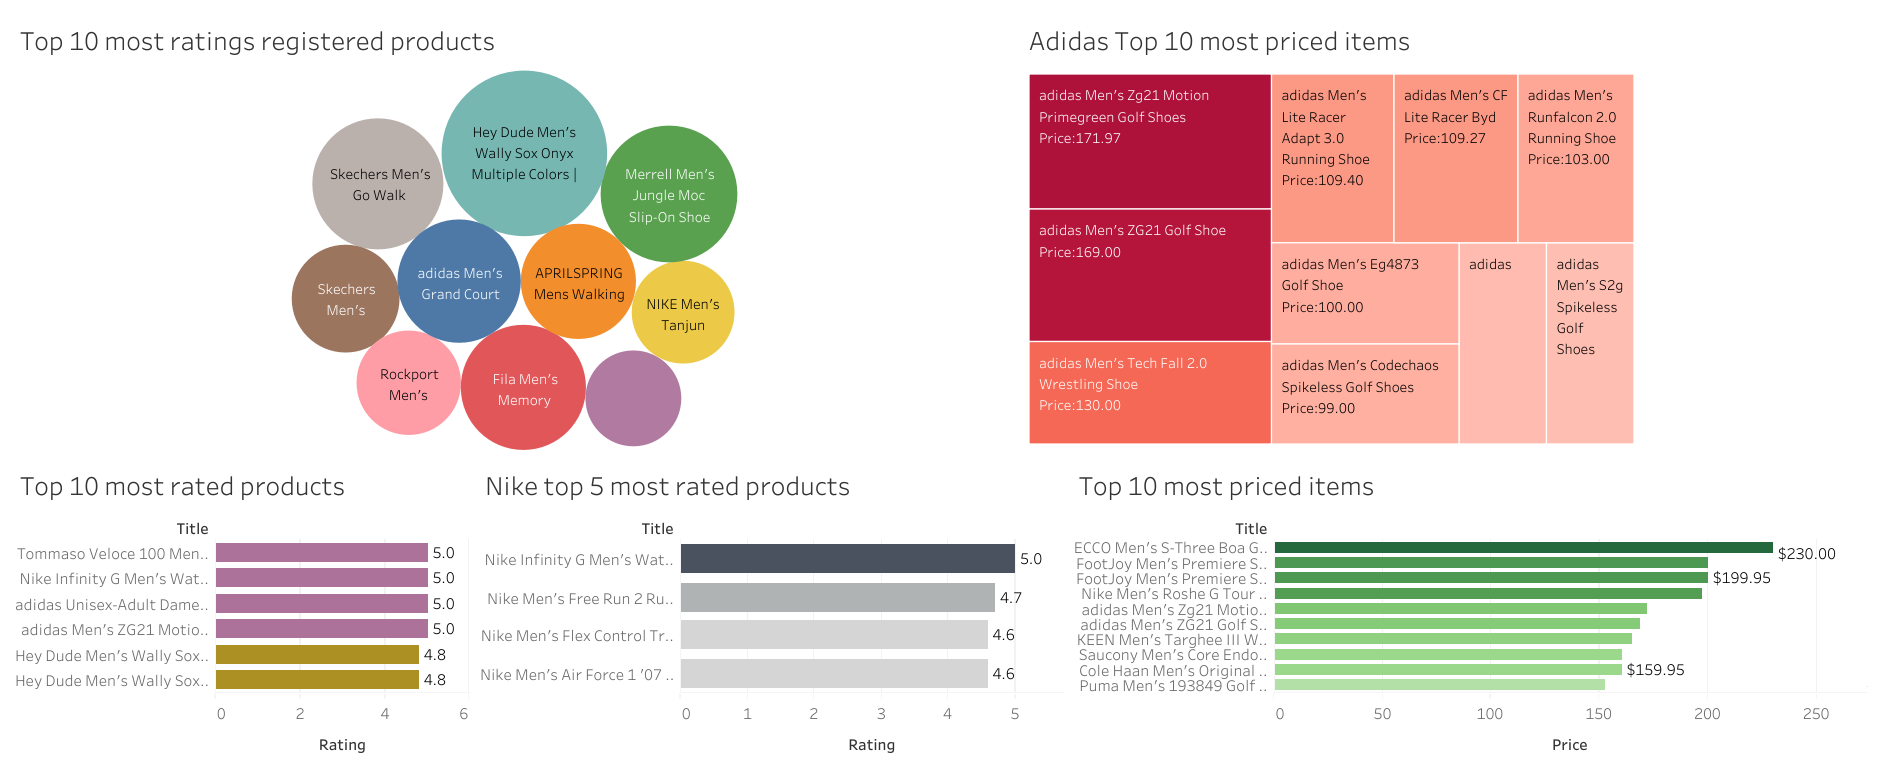 Top 10 most ratings registered products
Hey Dude Men's
Wally Sox Onyx
Multiple Colors |
Skechers Men's
Go Walk
Merrell Men's
Jungle Moc
Slip-On Shoe
Skechers
Men's
adidas Men's
Grand Court
APRILSPRING
Mens Walking
NIKE Men's
Tanjun
Rockport
Men's
Fila Men's
Memory
Adidas Top 10 most priced items
adidas Men's Zg21 Motion
Primegreen Golf Shoes
Price:171.97
adidas Men's ZG21 Golf Shoe
Price:169.00
adidas Men's Tech Fall 2.0
Wrestling Shoe
Price:130.00
adidas Men's
Lite Racer
Adapt 3.0
Running Shoe
Price:109.40
adidas Men's CF
Lite Racer Byd
Price:109.27
adidas Men's
Runfalcon 2.0
Running Shoe
Price:103.00
adidas Men's Eg4873
Golf Shoe
Price:100.00
adidas Men's Codechaos
Spikeless Golf Shoes
Price:99.00
adidas
adidas
Men's S2g
Spikeless
Golf
Shoes
Top 10 most rated products
Title
Tommaso Veloce 100 Men.. 5.0
Nike Infinity G Men's Wat.. 5.0
adidas Unisex-Adult Dame.. 5.0
adidas Men's ZG21 Motio.. 5.0
Hey Dude Men's Wally Sox.. 4.8
Hey Dude Men's Wally Sox.. 4.8
0 2 4 6
Rating
Nike top 5 most rated products
Title
Nike Infinity G Men's Wat.. 5.0
Nike Men's Free Run 2 Ru.. 4.7
Nike Men's Flex Control Tr.. 4.6
Nike Men's Air Force 1 '07 .. 4.6
0 1 2 3 4 5
Rating
Top 10 most priced items
Title
ECCO Men's S-Three Boa G.. $230.00
FootJoy Men's Premiere S..
FootJoy Men's Premiere S.. $199.95
Nike Men's Roshe G Tour ..
adidas Men's Zg21 Motio..
adidas Men's ZG21 Golf S..
KEEN Men's Targhee III W..
Saucony Men's Core Endo..
Cole Haan Men's Original .. $159.95
Puma Men's 193849 Golf ..
0 50 100 150 200 250
Price